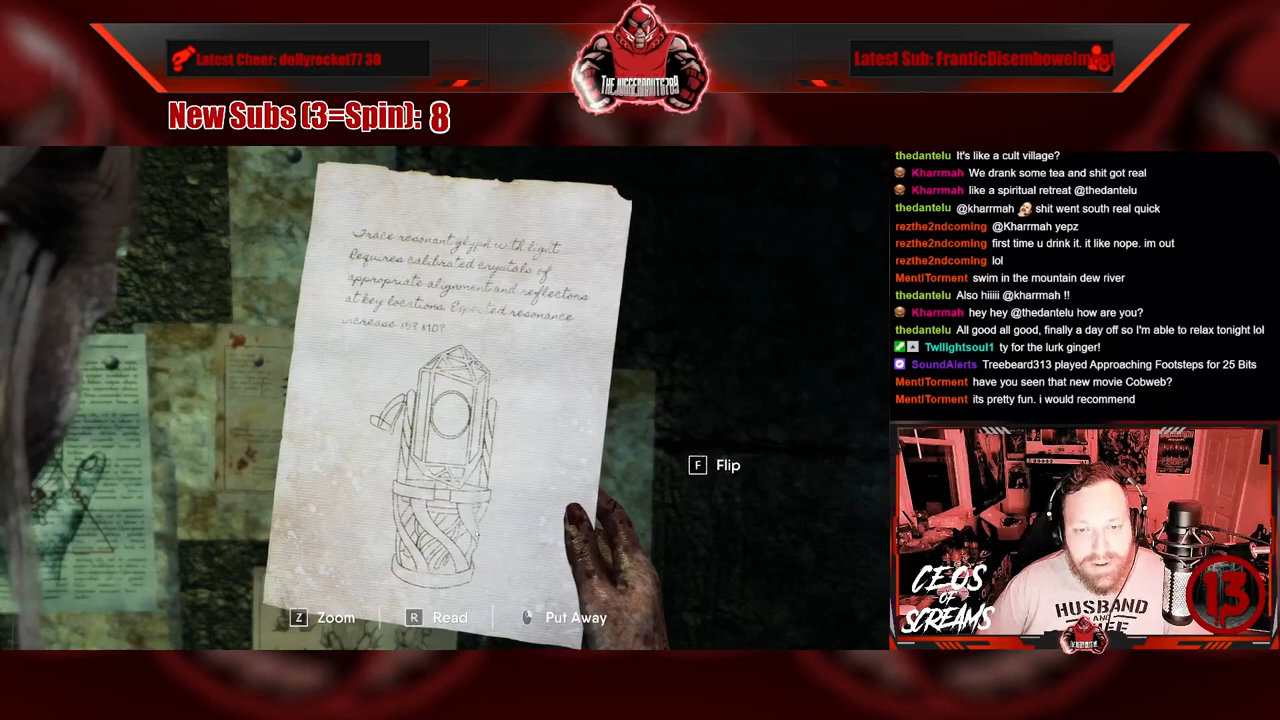 Latest Cheer: dollyrocket77 30
THEJUGGERNAUT6789
Latest Sub: FranticDisembowelment
New Subs (3=Spin): 8
Trace resonant glyph with light
Requires calibrated crystals of
appropriate alignment and reflectors
at key locations. Expected resonance
increase
F Flip
Z Zoom
R Read
Put Away
thedantelu It's like a cult village?
Kharrmah We drank some tea and shit got real
Kharrmah like a spiritual retreat @thedantelu
thedantelu @kharrmah shit went south real quick
rezthe2ndcoming @Kharrmah yepz
rezthe2ndcoming first time u drink it. it like nope. im out
rezthe2ndcoming lol
MentlTorment swim in the mountain dew river
thedantelu Also hiiiii @kharrmah !!
Kharrmah hey hey @thedantelu how are you?
thedantelu All good all good, finally a day off so I'm able to relax tonight lol
Twilightsoul1 ty for the lurk ginger!
SoundAlerts Treebeard313 played Approaching Footsteps for 25 Bits
MentlTorment have you seen that new movie Cobweb?
MentlTorment its pretty fun. i would recommend
CEOS
OF
SCREAMS
HUSBAND
AND
13